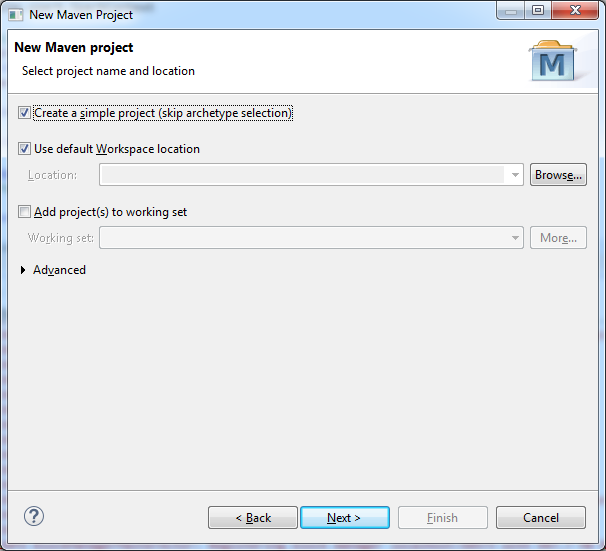 New Maven Project
New Maven project
Select project name and location
M
Create a simple project (skip archetype selection)
Use default Workspace location
Location:
Browse...
Add project(s) to working set
Working set:
More...
Advanced
?
< Back
Next >
Finish
Cancel